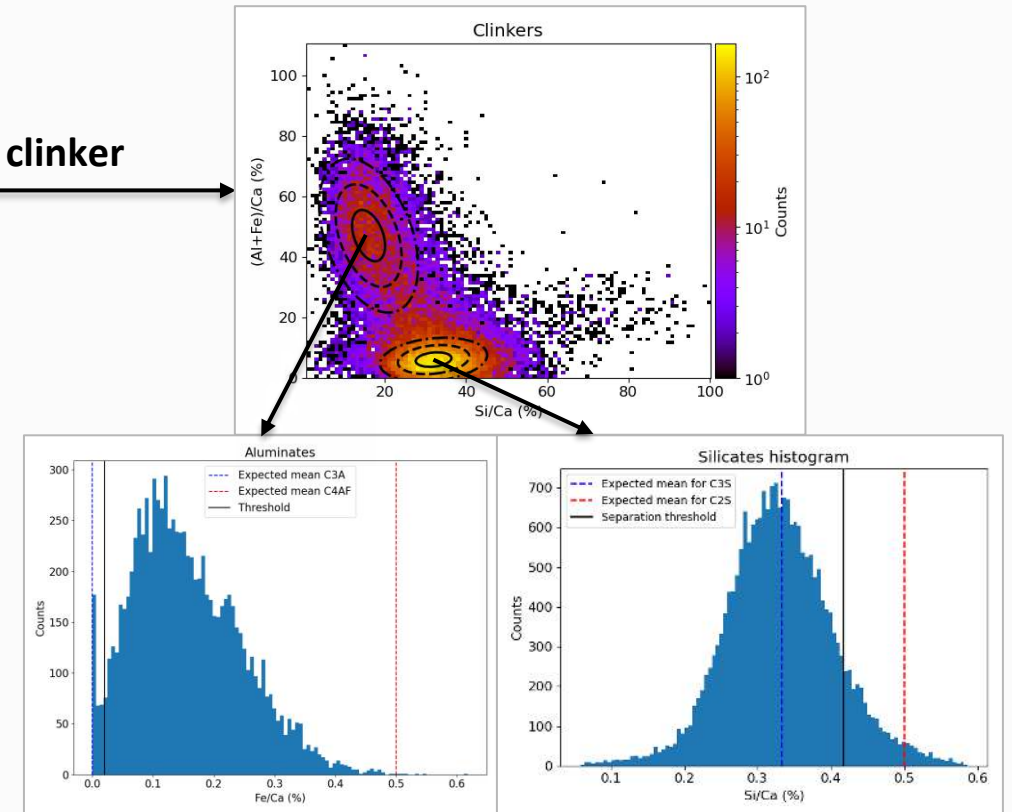 clinker
Clinkers
100
80
60
40
20
0
(Al+Fe)/Ca (%)
20
40
60
80
100
Si/Ca (%)
10²
10¹
10⁰
Counts
Aluminates
Expected mean C3A
Expected mean C4AF
Threshold
300
250
200
150
100
50
0
Counts
0.0
0.1
0.2
0.3
0.4
0.5
0.6
Fe/Ca (%)
Silicates histogram
Expected mean for C3S
Expected mean for C2S
Separation threshold
700
600
500
400
300
200
100
0
Counts
0.1
0.2
0.3
0.4
0.5
0.6
Si/Ca (%)